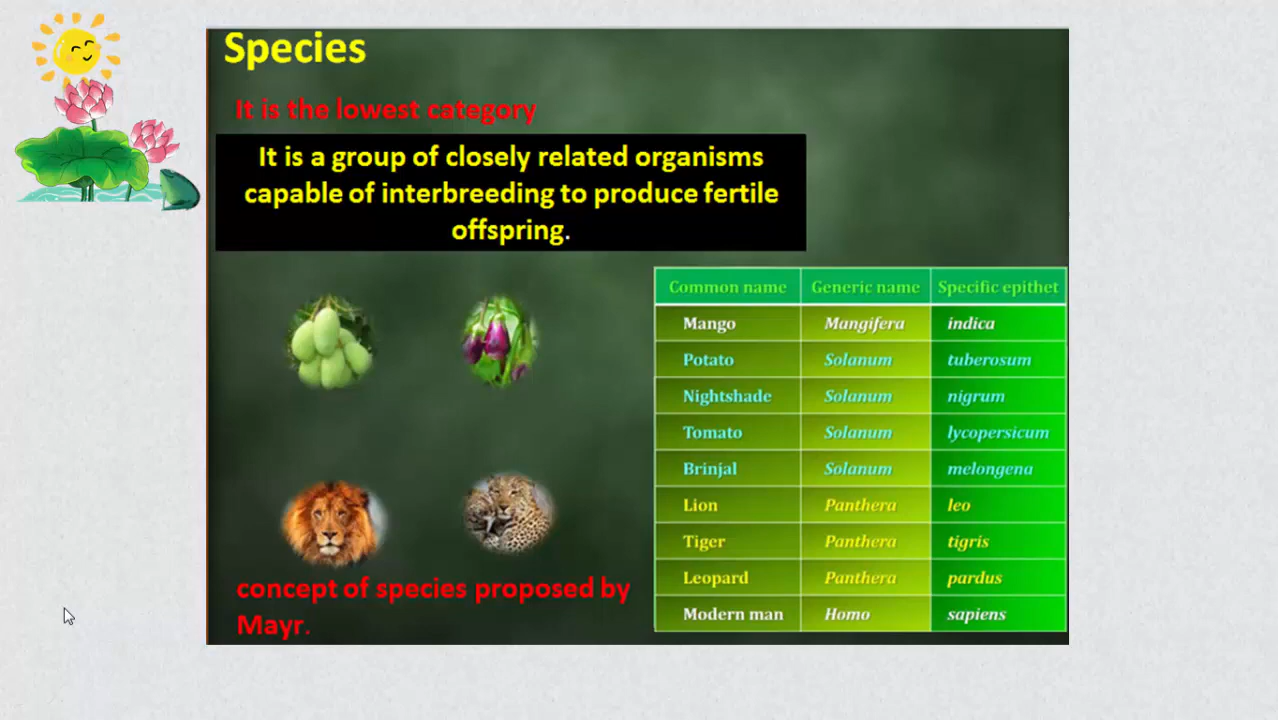 Species
It is the lowest category
It is a group of closely related organisms
capable of interbreeding to produce fertile
offspring.
Common name Generic name Specific epithet
Mango Mangifera indica
Potato Solanum tuberosum
Nightshade Solanum nigrum
Tomato Solanum lycopersicum
Brinjal Solanum melongena
Lion Panthera leo
Tiger Panthera tigris
Leopard Panthera pardus
Modern man Homo sapiens
concept of species proposed by
Mayr.